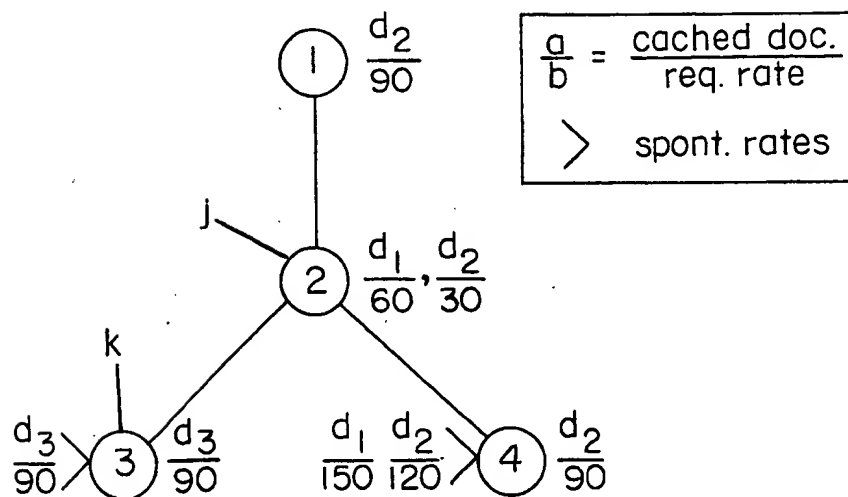 1 d2/90
a/b = cached doc./req. rate
> spont. rates
j
2 d1/60, d2/30
k
d3/90 3 d3/90
d1/150 d2/120 4 d2/90